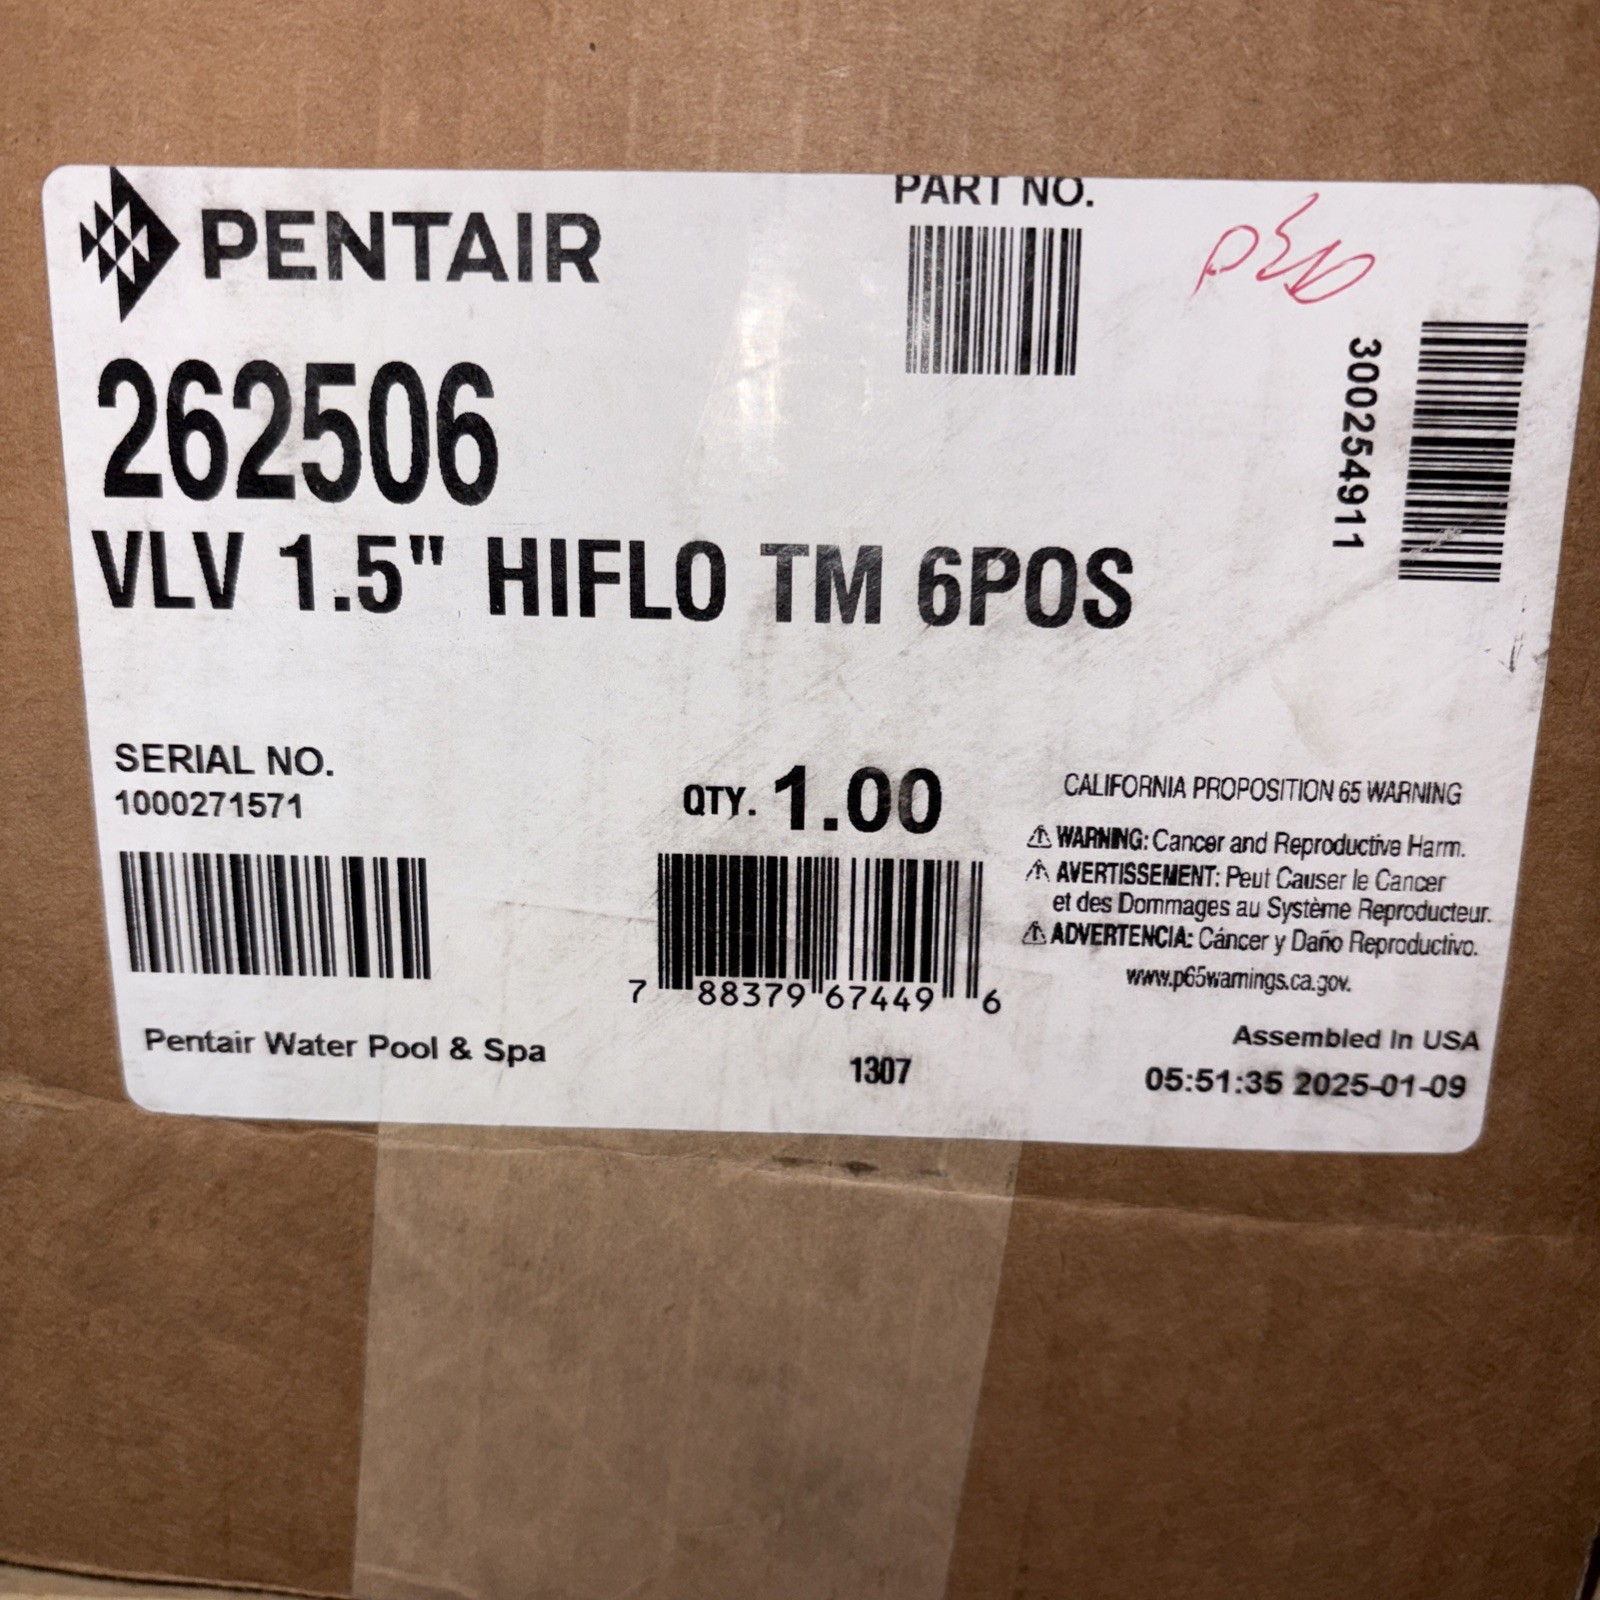 PENTAIR
PART NO.
262506
VLV 1.5" HIFLO TM 6POS
3000254911
SERIAL NO.
1000271571
QTY. 1.00
7 88379 67449 6
CALIFORNIA PROPOSITION 65 WARNING
⚠ WARNING: Cancer and Reproductive Harm.
⚠ AVERTISSEMENT: Peut Causer le Cancer
et des Dommages au Système Reproducteur.
⚠ ADVERTENCIA: Cáncer y Daño Reproductivo.
www.p65warnings.ca.gov.
Pentair Water Pool & Spa
1307
Assembled In USA
05:51:35 2025-01-09